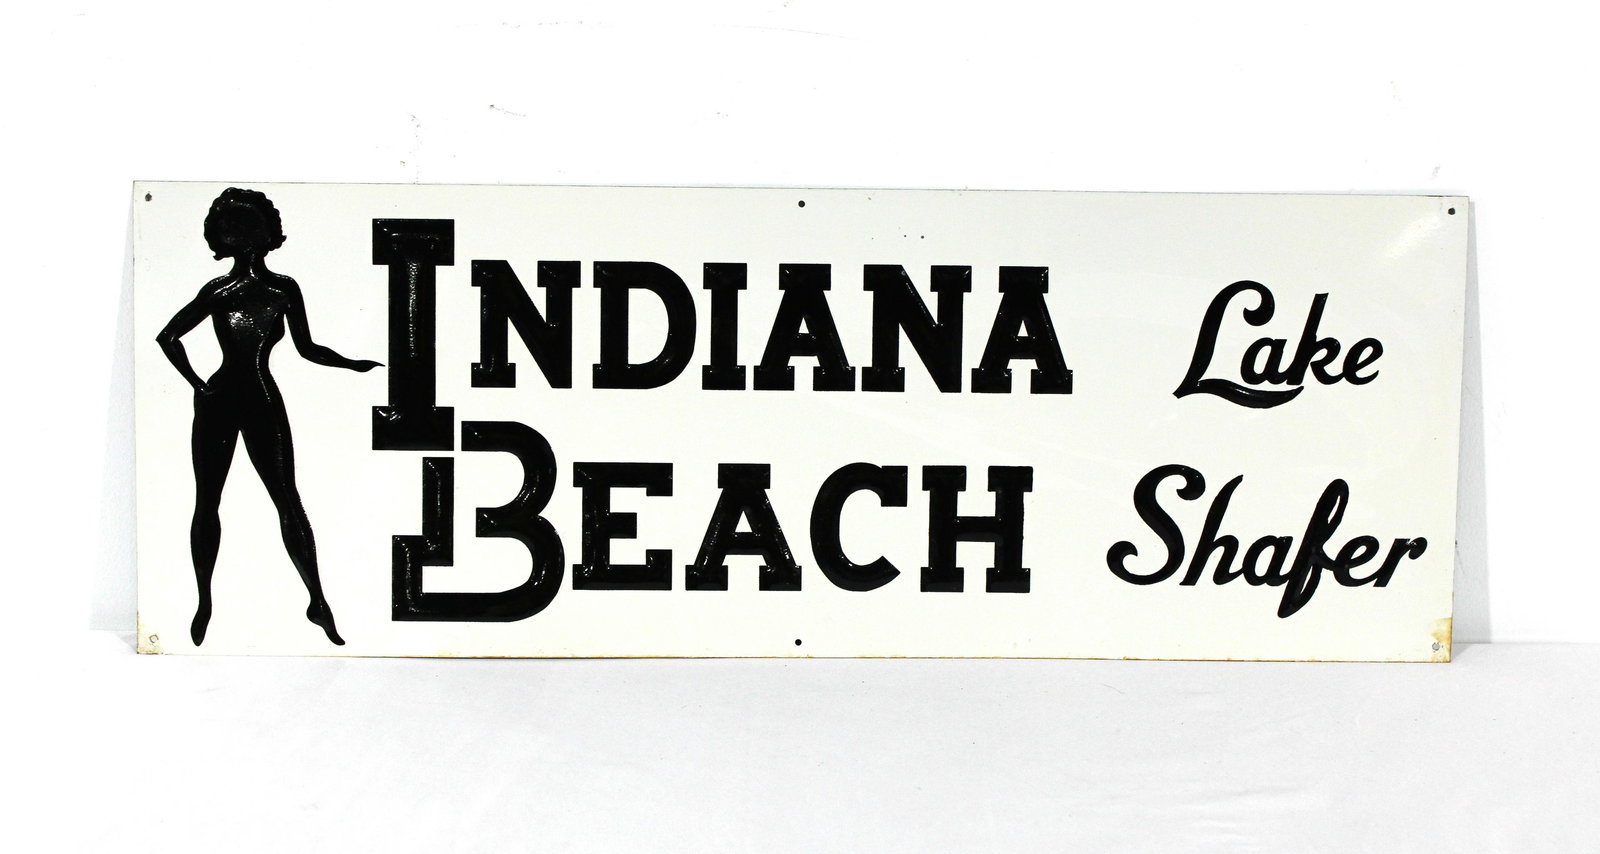 INDIANA
BEACH
Lake
Shafer